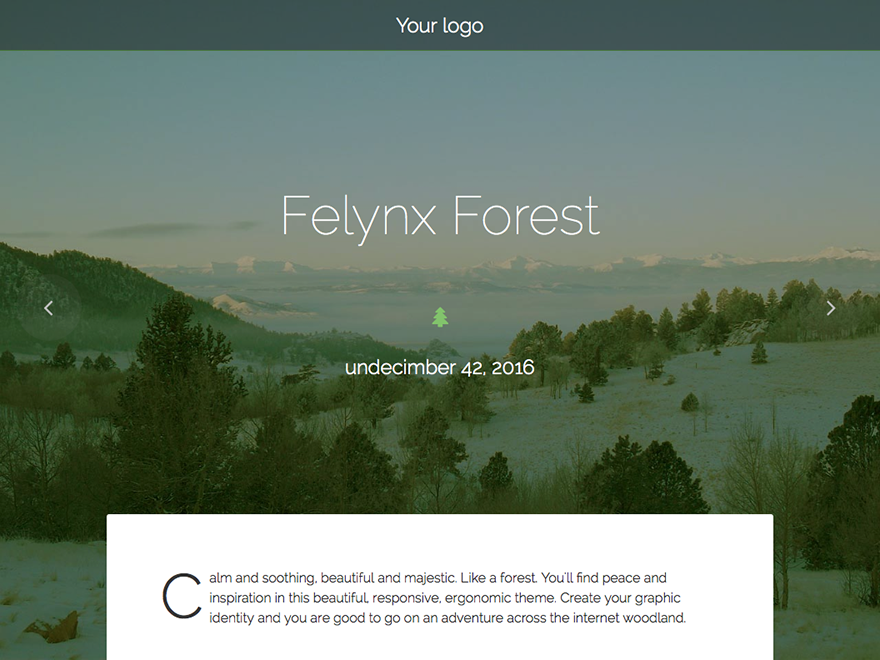 Your logo
Felynx Forest
undecimber 42, 2016
Calm and soothing, beautiful and majestic. Like a forest. You'll find peace and
inspiration in this beautiful, responsive, ergonomic theme. Create your graphic
identity and you are good to go on an adventure across the internet woodland.